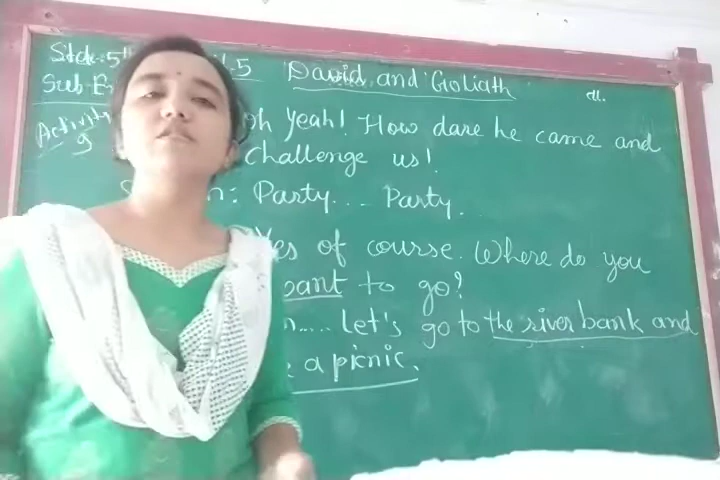 Std:5th 5 David and Goliath
Sub:E
Activity oh Yeah! How dare he came and
9 Challenge us!
S n: Party... Party.
Yes of course. Where do you
want to go?
n.... Let's go to the river bank and
a picnic.